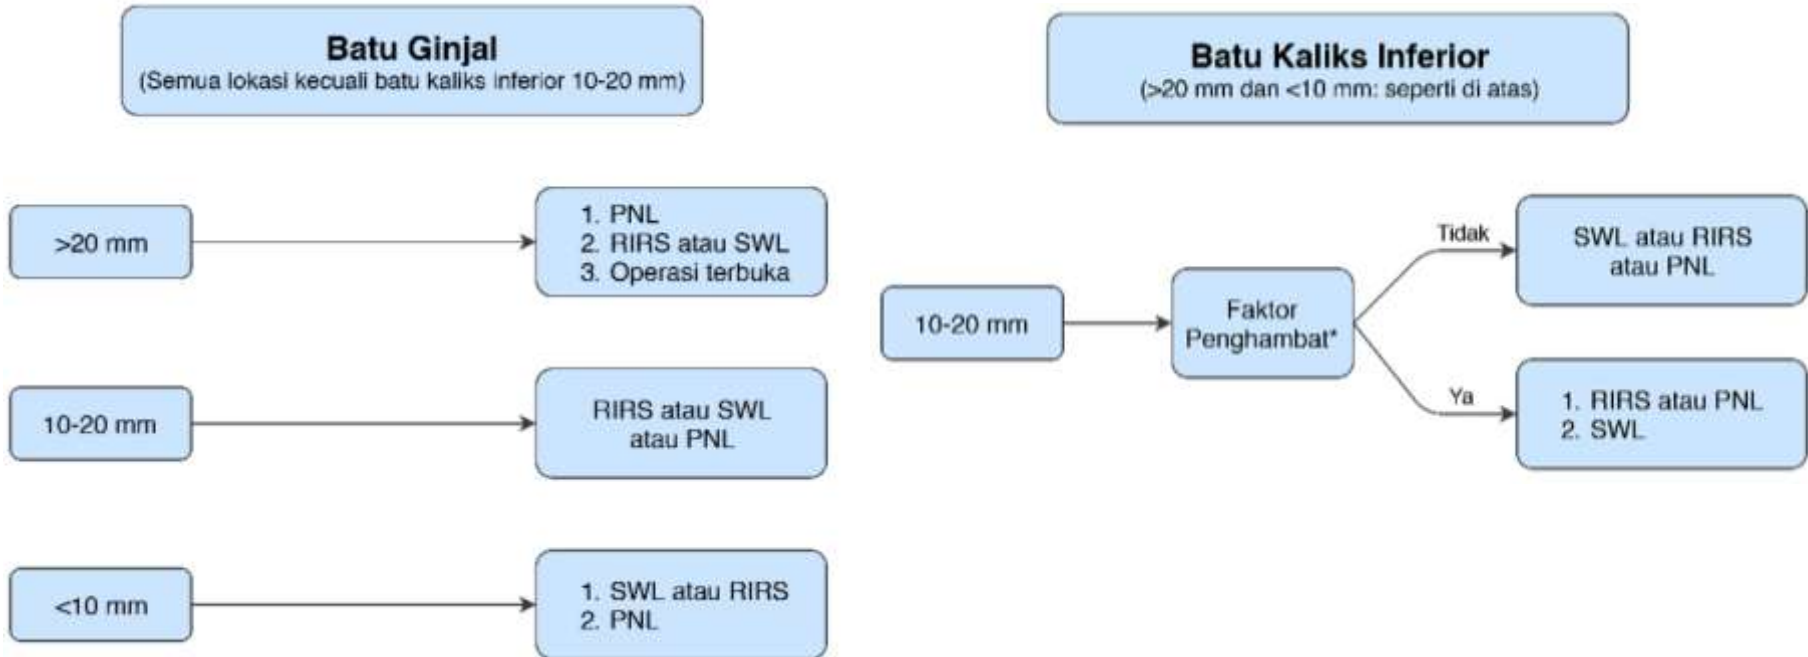 Batu Ginjal
(Semua lokasi kecuali batu kaliks inferior 10-20 mm)
>20 mm
1. PNL
2. RIRS atau SWL
3. Operasi terbuka
10-20 mm
RIRS atau SWL
atau PNL
<10 mm
1. SWL atau RIRS
2. PNL
Batu Kaliks Inferior
(>20 mm dan <10 mm: seperti di atas)
10-20 mm
Faktor
Penghambat*
Tidak
SWL atau RIRS
atau PNL
Ya
1. RIRS atau PNL
2. SWL